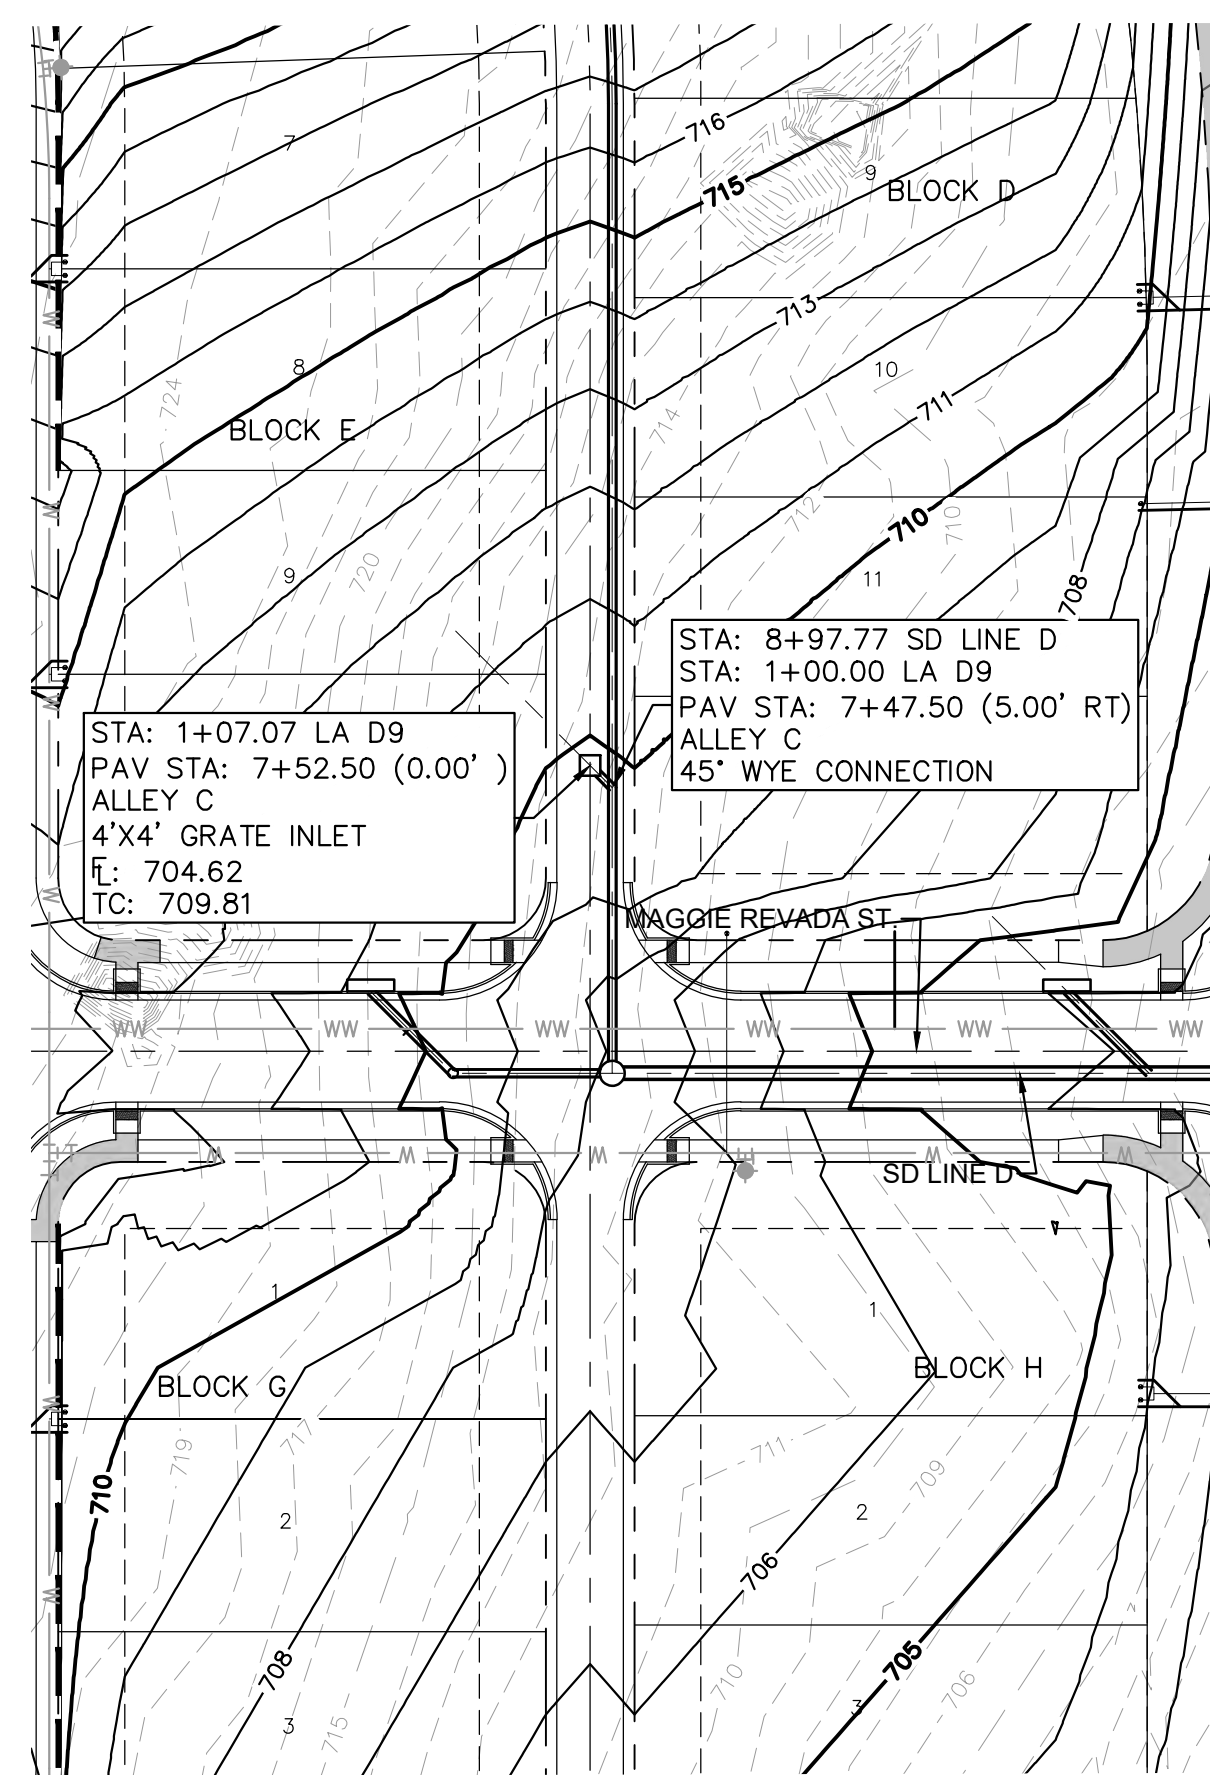 7
716
9
715
BLOCK D
713
8
10
724
711
714
BLOCK E
712
710
710
9
720
11
708
STA: 8+97.77 SD LINE D
STA: 1+00.00 LA D9
PAV STA: 7+47.50 (5.00' RT)
ALLEY C
45° WYE CONNECTION
STA: 1+07.07 LA D9
PAV STA: 7+52.50 (0.00' )
ALLEY C
4'X4' GRATE INLET
FL: 704.62
TC: 709.81
MAGGIE REVADA ST.
WW WW WW WW WW WW
W W W W W
SD LINE D
1
1
BLOCK G
BLOCK H
719
717
711
709
710
2
2
706
708
705
710
706
3
3
715
W
W
W
W
W
W